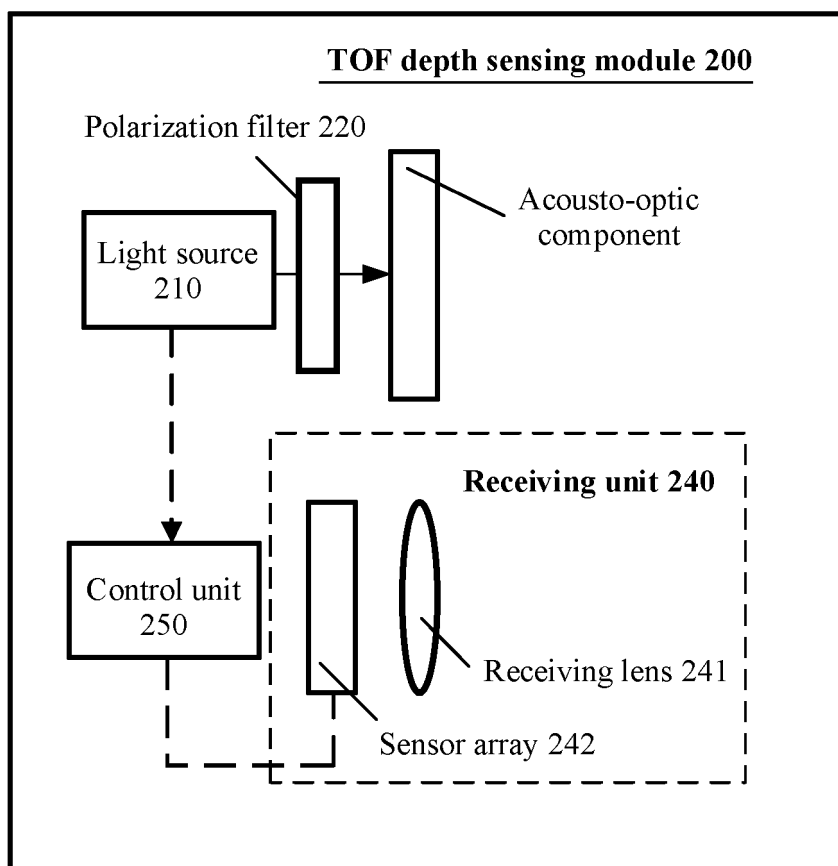 TOF depth sensing module 200
Polarization filter 220
Acousto-optic
component
Light source
210
Receiving unit 240
Control unit
250
Receiving lens 241
Sensor array 242